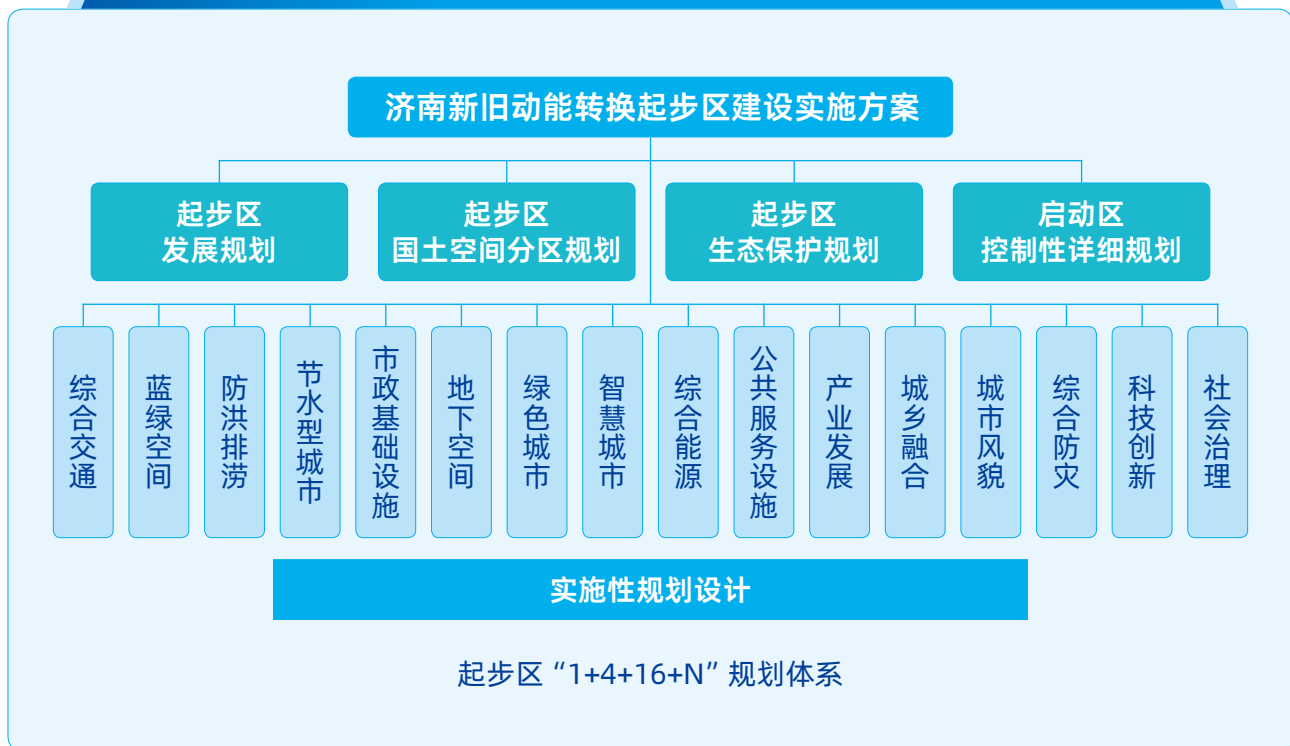 济南新旧动能转换起步区建设实施方案
起步区
发展规划
起步区
国土空间分区规划
起步区
生态保护规划
启动区
控制性详细规划
综合交通
蓝绿空间
防洪排涝
节水型城市
市政基础设施
地下空间
绿色城市
智慧城市
综合能源
公共服务设施
产业发展
城乡融合
城市风貌
综合防灾
科技创新
社会治理
实施性规划设计
起步区“1+4+16+N”规划体系